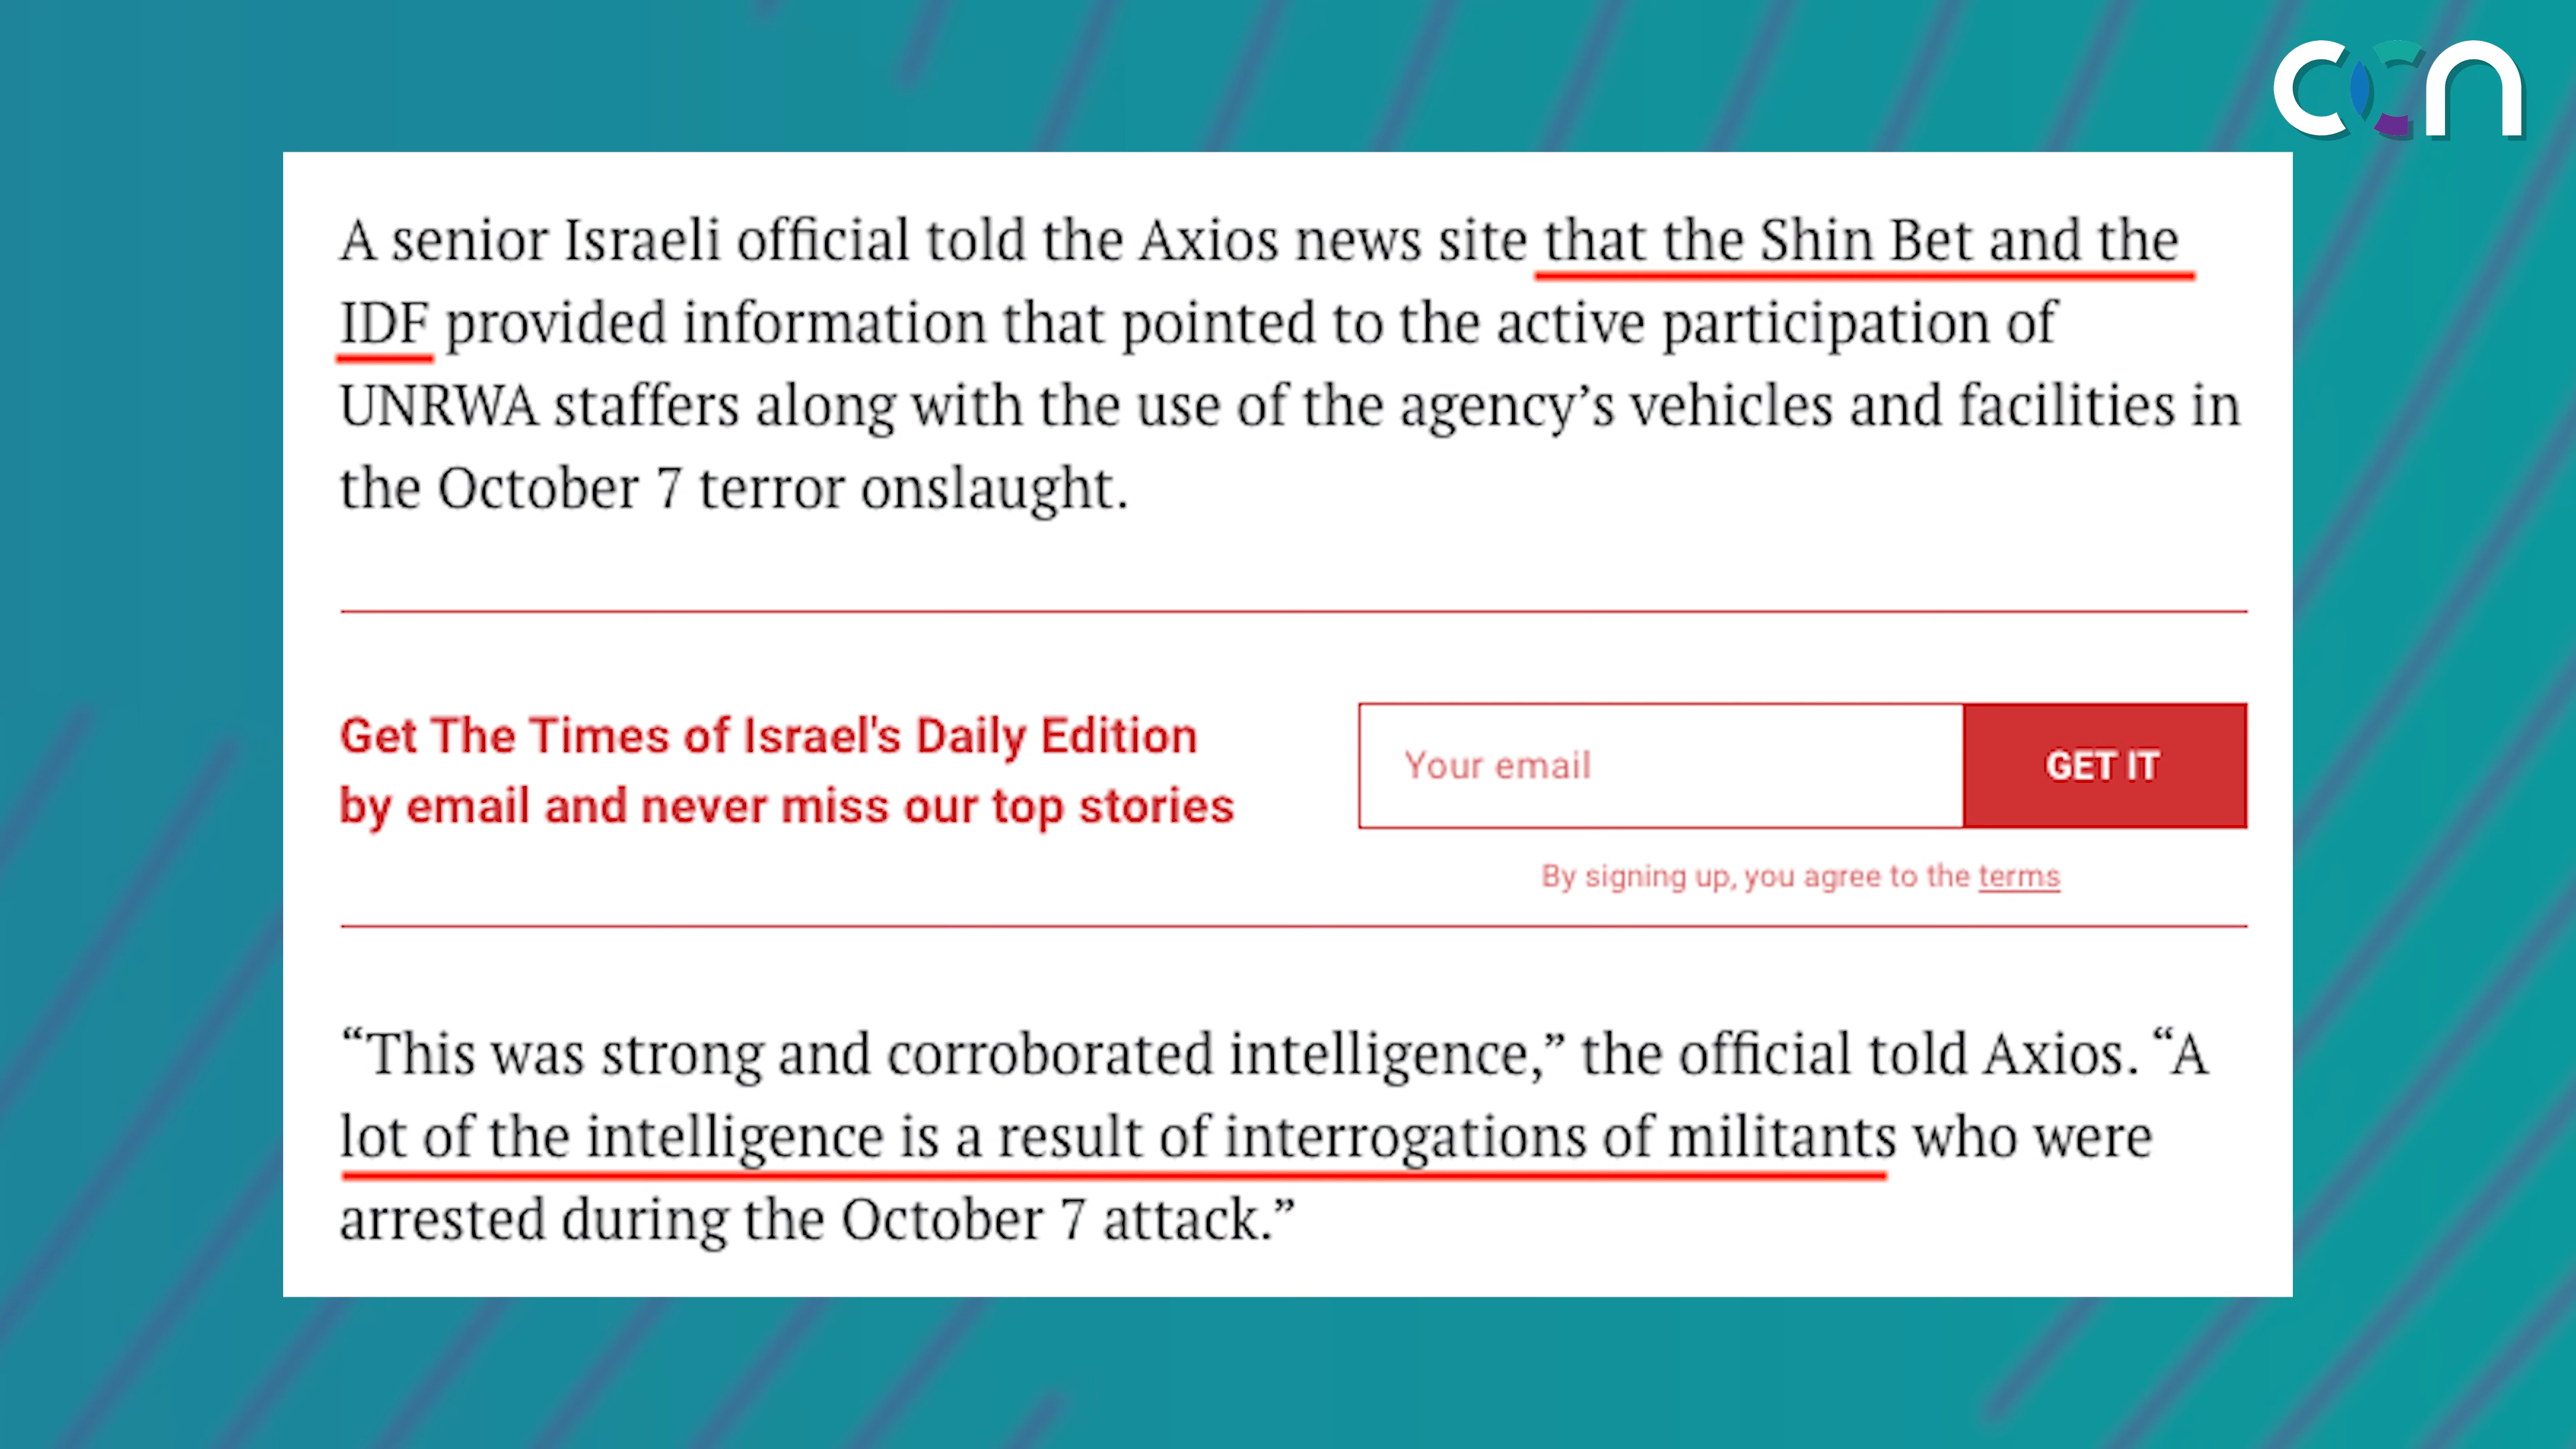 ccn
A senior Israeli official told the Axios news site that the Shin Bet and the
IDF provided information that pointed to the active participation of
UNRWA staffers along with the use of the agency’s vehicles and facilities in
the October 7 terror onslaught.
Get The Times of Israel's Daily Edition
by email and never miss our top stories
Your email
GET IT
By signing up, you agree to the terms
“This was strong and corroborated intelligence,” the official told Axios. “A
lot of the intelligence is a result of interrogations of militants who were
arrested during the October 7 attack.”